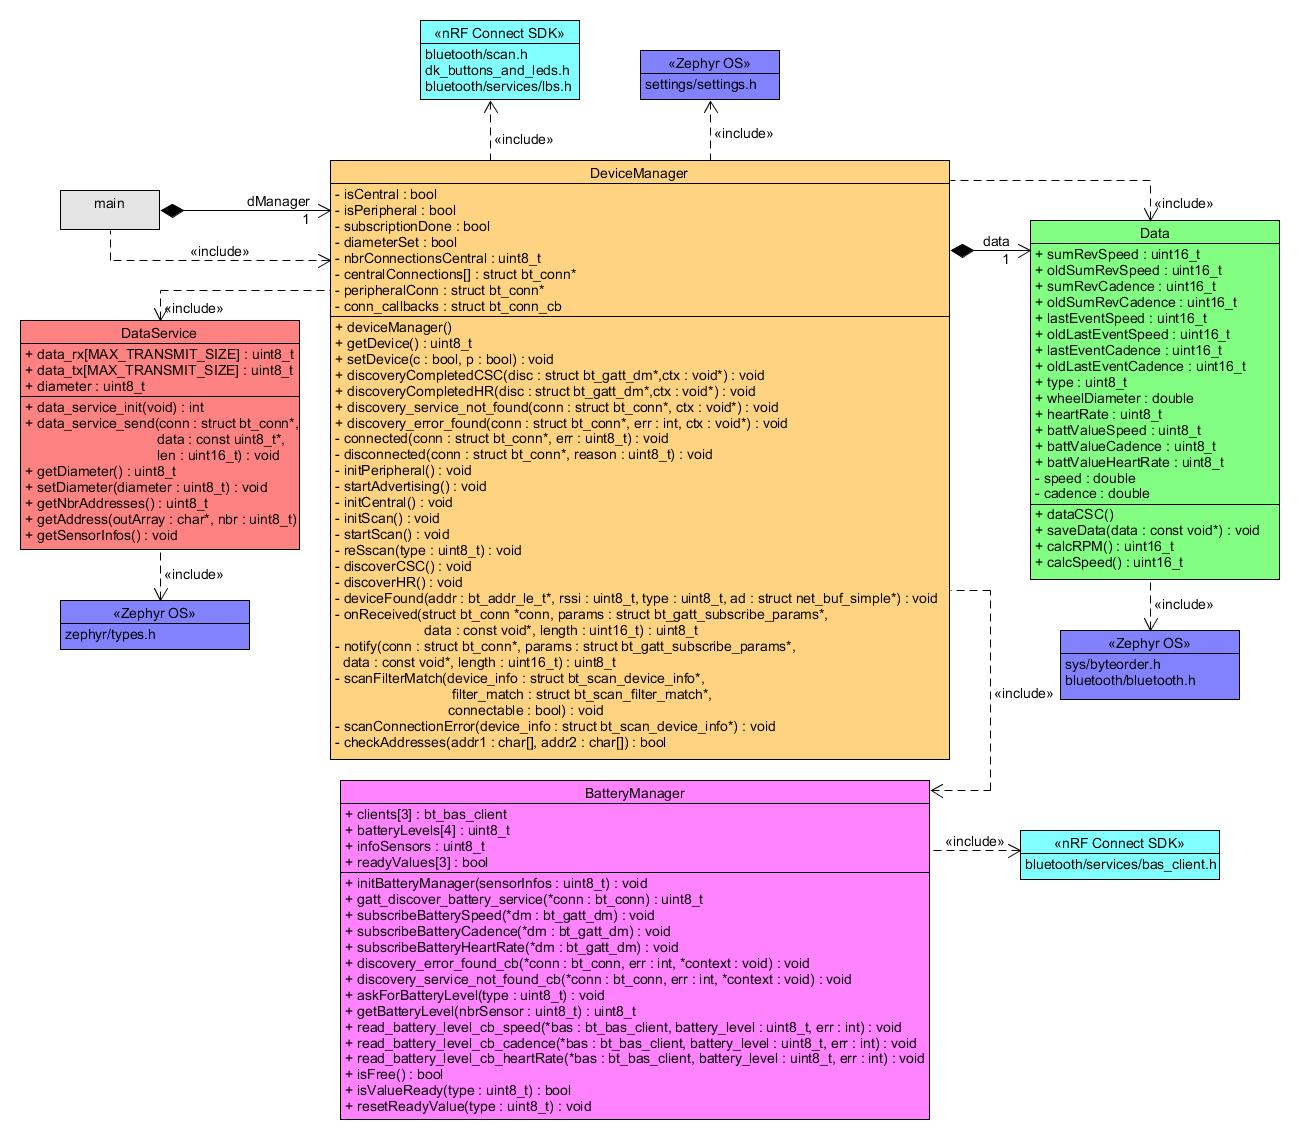 «nRF Connect SDK»
bluetooth/scan.h
dk_buttons_and_leds.h
bluetooth/services/lbs.h
«Zephyr OS»
settings/settings.h
«include»
«include»
main
dManager
1
«include»
«include»
DeviceManager
- isCentral : bool
- isPeripheral : bool
- subscriptionDone : bool
- diameterSet : bool
- nbrConnectionsCentral : uint8_t
- centralConnections[] : struct bt_conn*
- peripheralConn : struct bt_conn*
- conn_callbacks : struct bt_conn_cb
+ deviceManager()
+ getDevice() : uint8_t
+ setDevice(c : bool, p : bool) : void
+ discoveryCompletedCSC(disc : struct bt_gatt_dm*,ctx : void*) : void
+ discoveryCompletedHR(disc : struct bt_gatt_dm*,ctx : void*) : void
+ discovery_service_not_found(conn : struct bt_conn*, ctx : void*) : void
+ discovery_error_found(conn : struct bt_conn*, err : int, ctx : void*) : void
- connected(conn : struct bt_conn*, err : uint8_t) : void
- disconnected(conn : struct bt_conn*, reason : uint8_t) : void
- initPeripheral() : void
- startAdvertising() : void
- initCentral() : void
- initScan() : void
- startScan() : void
- reSscan(type : uint8_t) : void
- discoverCSC() : void
- discoverHR() : void
- deviceFound(addr : bt_addr_le_t*, rssi : uint8_t, type : uint8_t, ad : struct net_buf_simple*) : void
- onReceived(struct bt_conn *conn, params : struct bt_gatt_subscribe_params*,
data : const void*, length : uint16_t) : uint8_t
- notify(conn : struct bt_conn*, params : struct bt_gatt_subscribe_params*,
data : const void*, length : uint16_t) : uint8_t
- scanFilterMatch(device_info : struct bt_scan_device_info*,
filter_match : struct bt_scan_filter_match*,
connectable : bool) : void
- scanConnectionError(device_info : struct bt_scan_device_info*) : void
- checkAddresses(addr1 : char[], addr2 : char[]) : bool
«include»
data
1
Data
+ sumRevSpeed : uint16_t
+ oldSumRevSpeed : uint16_t
+ sumRevCadence : uint16_t
+ oldSumRevCadence : uint16_t
+ lastEventSpeed : uint16_t
+ oldLastEventSpeed : uint16_t
+ lastEventCadence : uint16_t
+ oldLastEventCadence : uint16_t
+ type : uint8_t
+ wheelDiameter : double
+ heartRate : uint8_t
+ battValueSpeed : uint8_t
+ battValueCadence : uint8_t
+ battValueHeartRate : uint8_t
- speed : double
- cadence : double
+ dataCSC()
+ saveData(data : const void*) : void
+ calcRPM() : uint16_t
+ calcSpeed() : uint16_t
«include»
«Zephyr OS»
sys/byteorder.h
bluetooth/bluetooth.h
DataService
+ data_rx[MAX_TRANSMIT_SIZE] : uint8_t
+ data_tx[MAX_TRANSMIT_SIZE] : uint8_t
+ diameter : uint8_t
+ data_service_init(void) : int
+ data_service_send(conn : struct bt_conn*,
data : const uint8_t*,
len : uint16_t) : void
+ getDiameter() : uint8_t
+ setDiameter(diameter : uint8_t) : void
+ getNbrAddresses() : uint8_t
+ getAddress(outArray : char*, nbr : uint8_t)
+ getSensorInfos() : void
«include»
«Zephyr OS»
zephyr/types.h
«include»
BatteryManager
+ clients[3] : bt_bas_client
+ batteryLevels[4] : uint8_t
+ infoSensors : uint8_t
+ readyValues[3] : bool
+ initBatteryManager(sensorInfos : uint8_t) : void
+ gatt_discover_battery_service(*conn : bt_conn) : uint8_t
+ subscribeBatterySpeed(*dm : bt_gatt_dm) : void
+ subscribeBatteryCadence(*dm : bt_gatt_dm) : void
+ subscribeBatteryHeartRate(*dm : bt_gatt_dm) : void
+ discovery_error_found_cb(*conn : bt_conn, err : int, *context : void) : void
+ discovery_service_not_found_cb(*conn : bt_conn, err : int, *context : void) : void
+ askForBatteryLevel(type : uint8_t) : void
+ getBatteryLevel(nbrSensor : uint8_t) : uint8_t
+ read_battery_level_cb_speed(*bas : bt_bas_client, battery_level : uint8_t, err : int) : void
+ read_battery_level_cb_cadence(*bas : bt_bas_client, battery_level : uint8_t, err : int) : void
+ read_battery_level_cb_heartRate(*bas : bt_bas_client, battery_level : uint8_t, err : int) : void
+ isFree() : bool
+ isValueReady(type : uint8_t) : bool
+ resetReadyValue(type : uint8_t) : void
«include»
«nRF Connect SDK»
bluetooth/services/bas_client.h